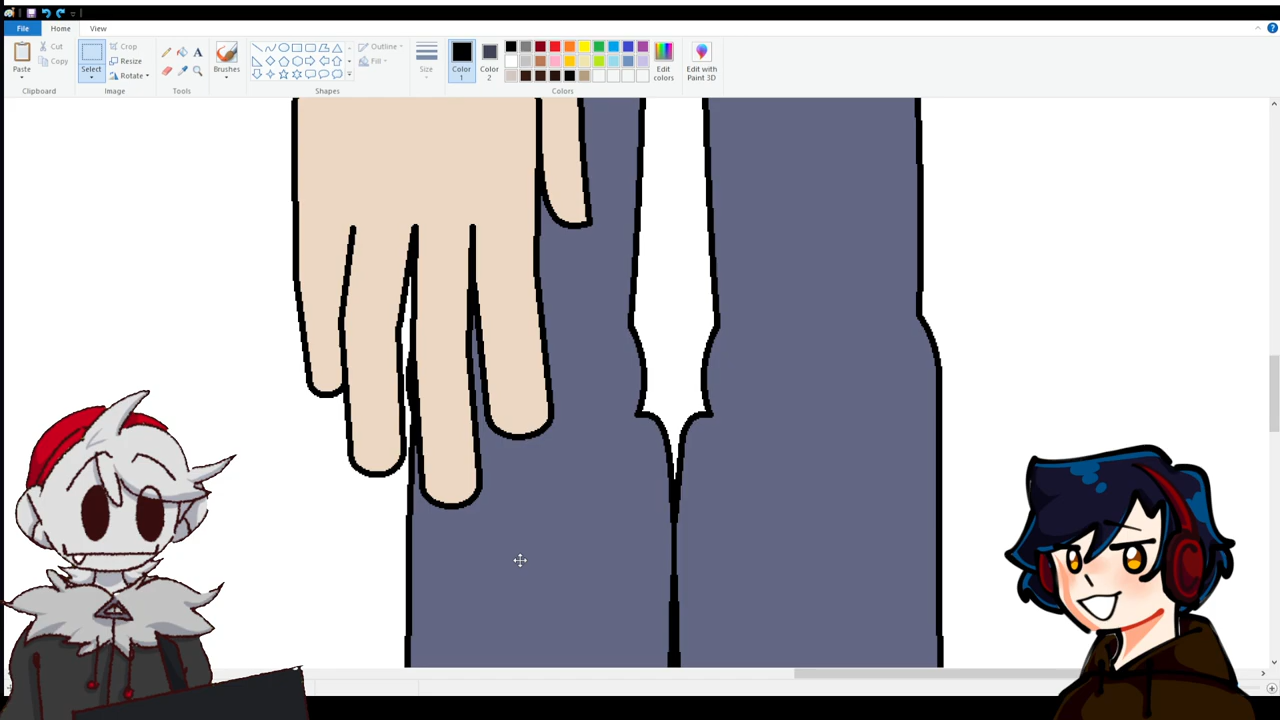 File Home View
Paste
Cut
Copy
Clipboard
Select
Crop
Resize
Rotate
Image
A
Tools
Brushes
Outline
Fill
Shapes
Size
Color
1
Color
2
Edit
colors
Colors
Edit with
Paint 3D